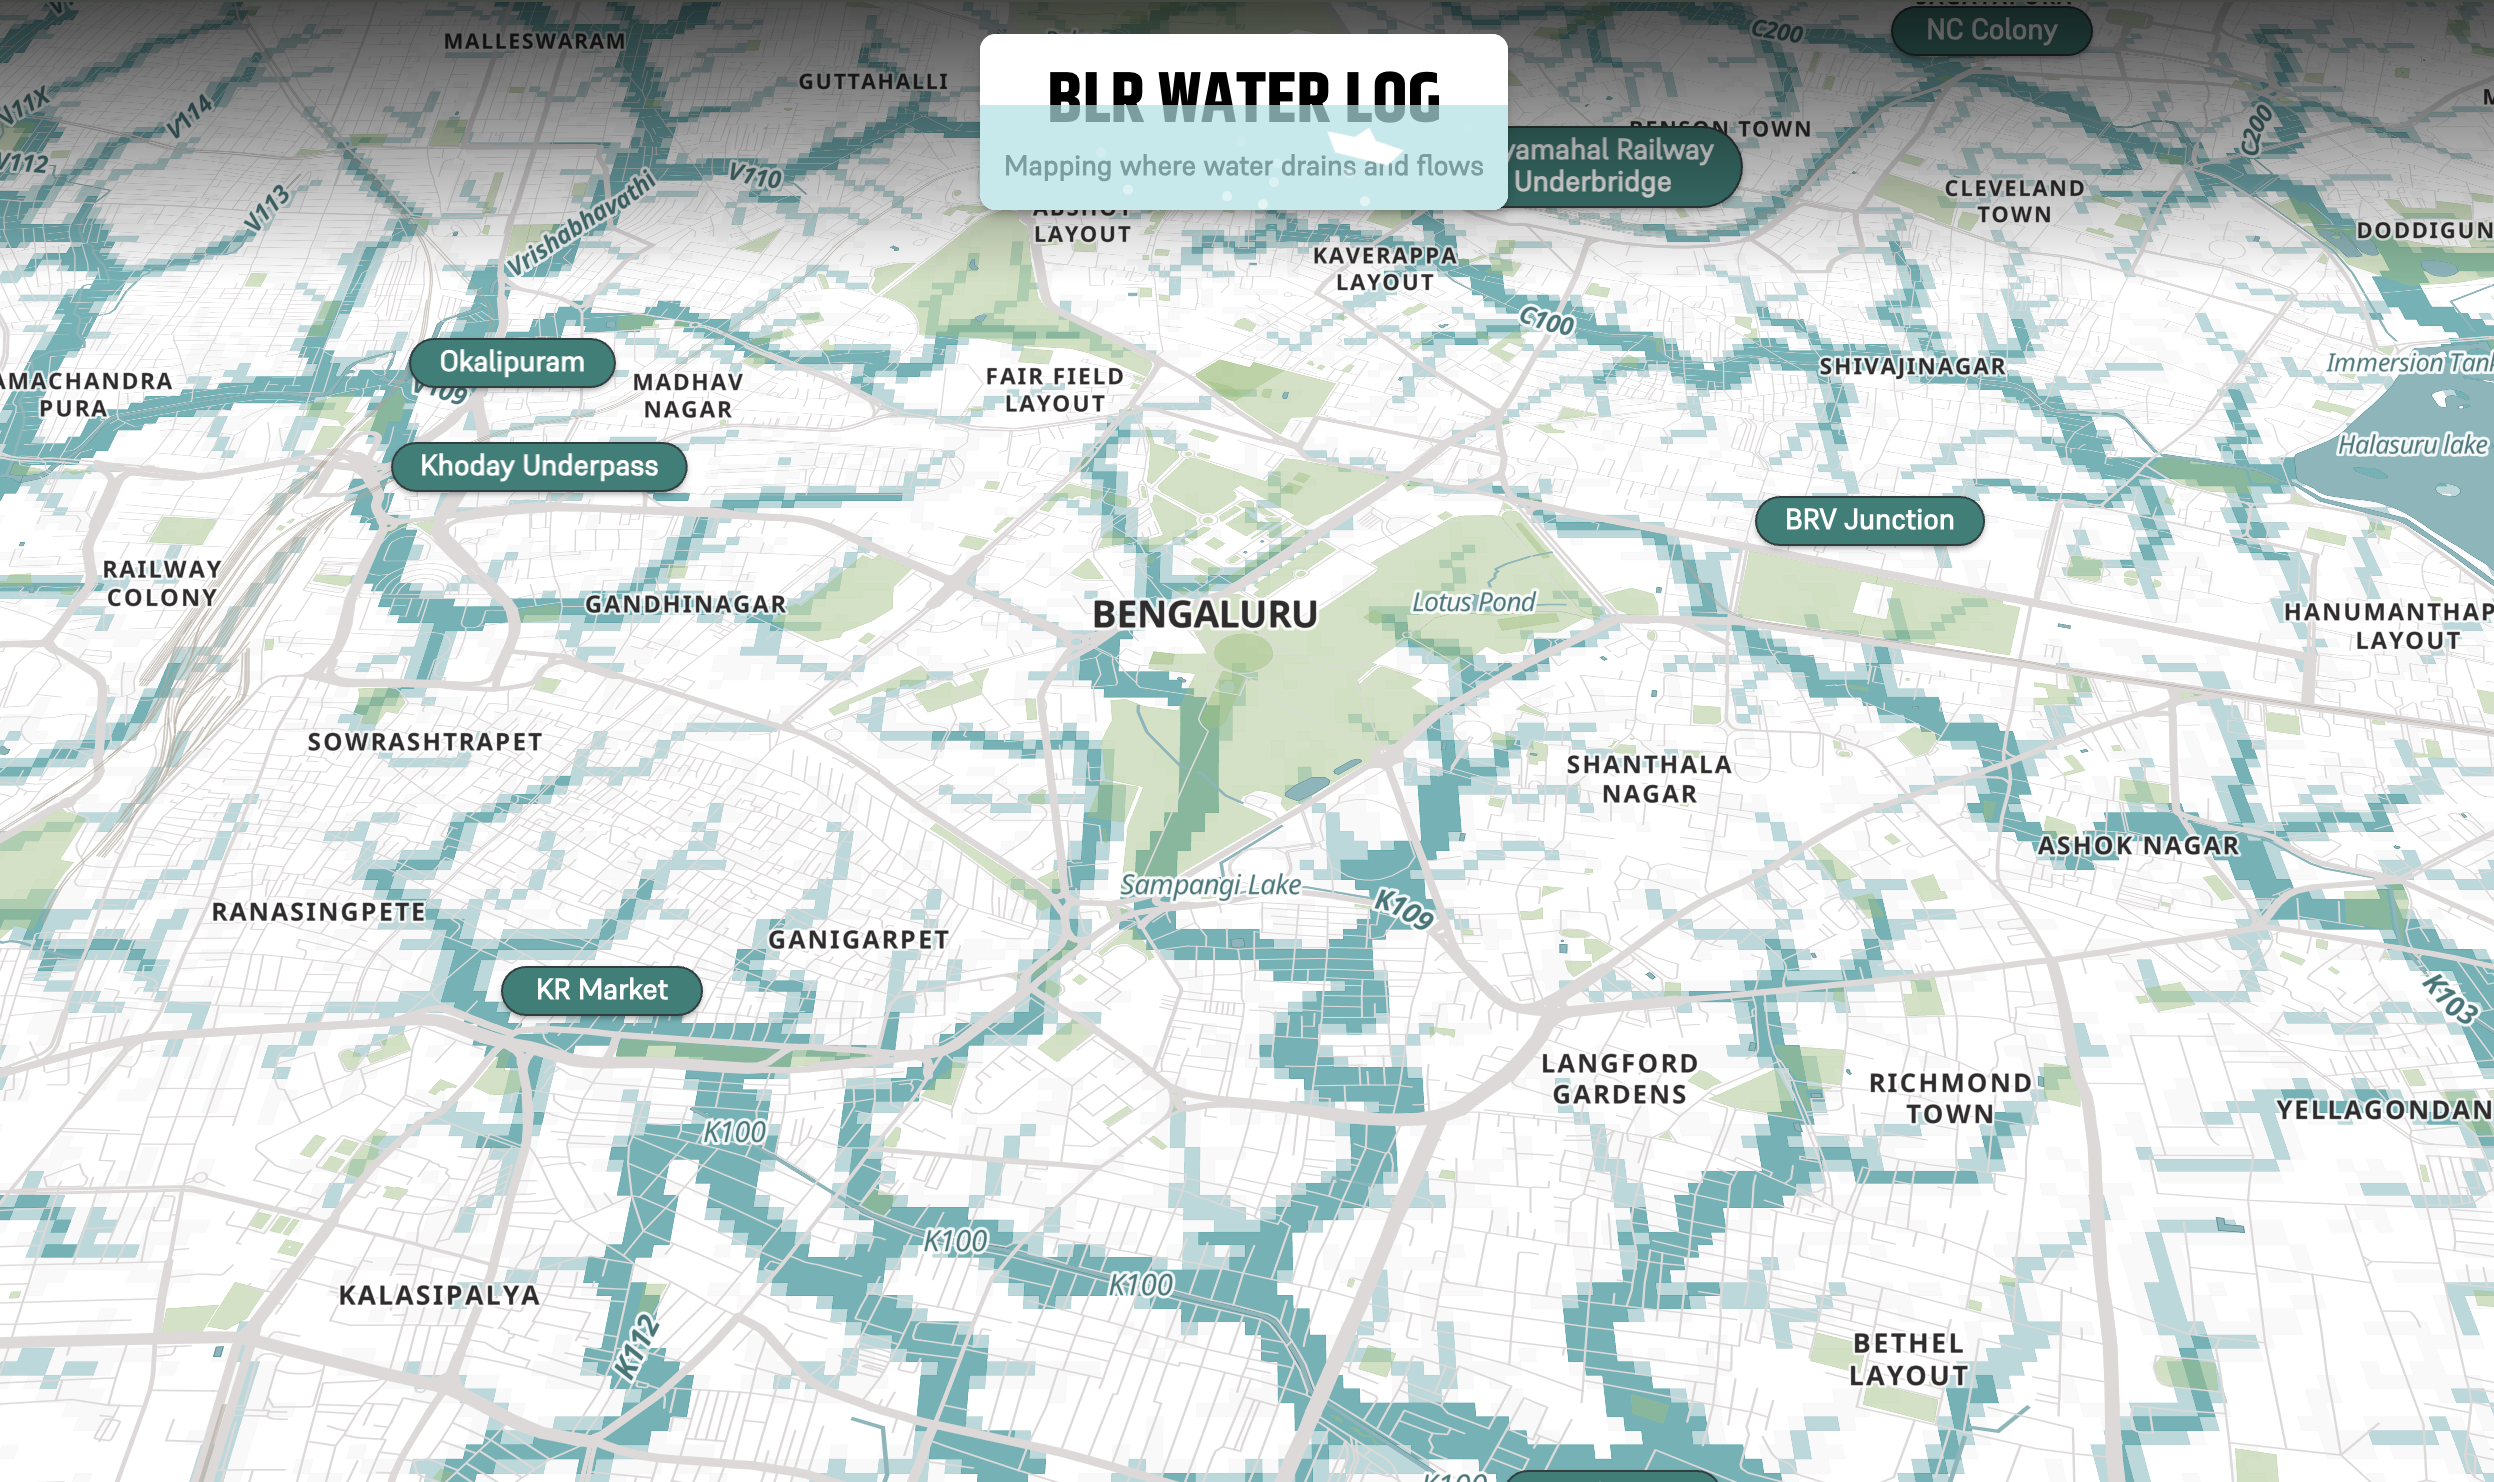 MALLESWARAM
GUTTAHALLI
C200
NC Colony
BLR WATER LOG
Mapping where water drains and flows
BENSON TOWN
yamahal Railway
Underbridge
C200
V11X
V114
V112
V113
V110
Vrishabhavathi
CLEVELAND
TOWN
DODDIGUN
LAYOUT
KAVERAPPA
LAYOUT
C100
Okalipuram
V109
AMACHANDRA
PURA
MADHAV
NAGAR
FAIR FIELD
LAYOUT
SHIVAJINAGAR
Immersion Tank
Halasuru lake
Khoday Underpass
BRV Junction
RAILWAY
COLONY
GANDHINAGAR
BENGALURU
Lotus Pond
HANUMANTHAP
LAYOUT
SOWRASHTRAPET
SHANTHALA
NAGAR
ASHOK NAGAR
Sampangi Lake
K109
RANASINGPETE
GANIGARPET
KR Market
K103
LANGFORD
GARDENS
RICHMOND
TOWN
YELLAGONDAN
K100
K100
K100
KALASIPALYA
K112
BETHEL
LAYOUT
K100